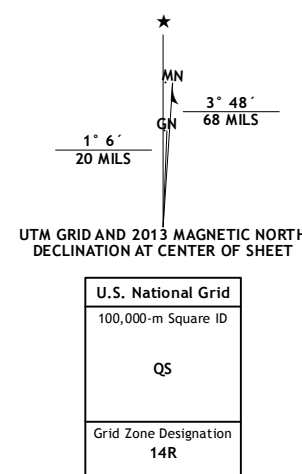 ★
MN
3° 48´
68 MILS
GN
1° 6´
20 MILS
UTM GRID AND 2013 MAGNETIC NORTH
DECLINATION AT CENTER OF SHEET
U.S. National Grid
100,000-m Square ID
QS
Grid Zone Designation
14R